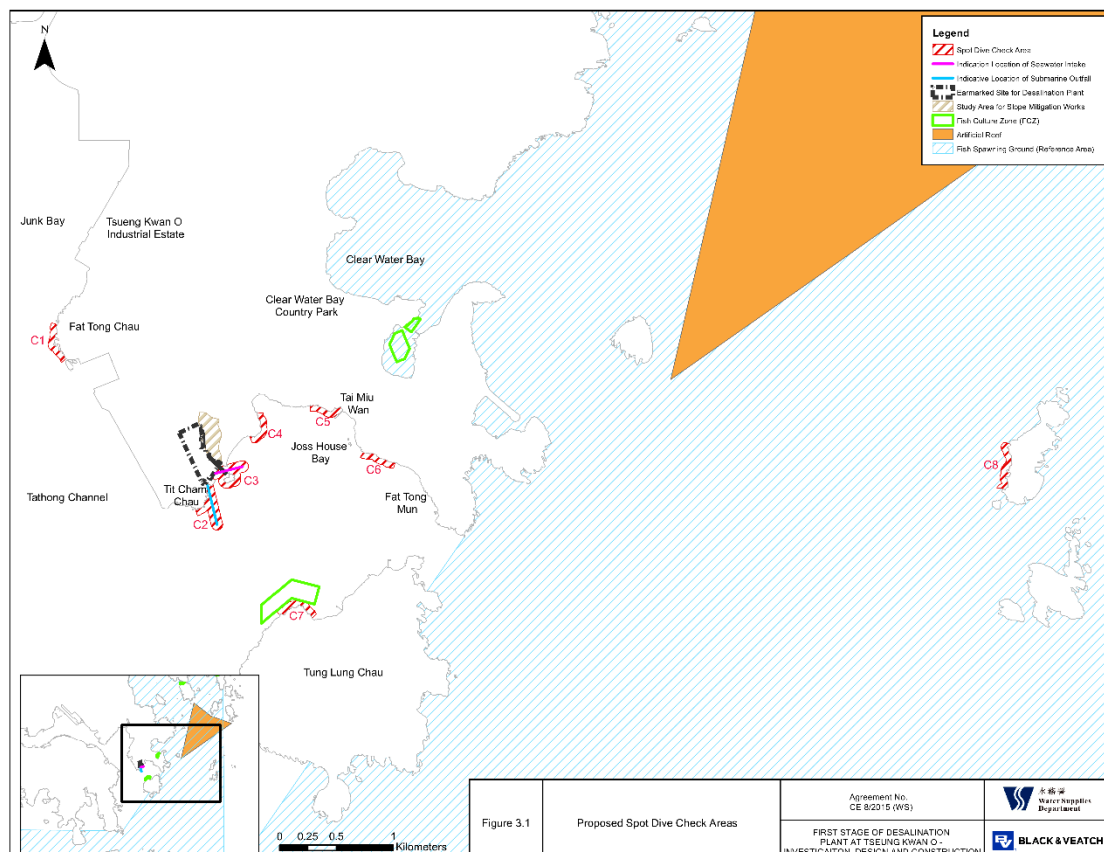 N
Legend
Spot Dive Check Area
Indication Location of Seawater Intake
Indicative Location of Submarine Outfall
Earmarked Site for Desalination Plant
Study Area for Slope Mitigation Works
Fish Culture Zone (FCZ)
Artificial Reef
Fish Spawning Ground (Reference Area)
Junk Bay
Tsueng Kwan O
Industrial Estate
Clear Water Bay
Clear Water Bay
Country Park
Fat Tong Chau
C1
Tai Miu
Wan
C5
C4
Joss House
Bay
C6
C3
C8
Tathong Channel
Tit Cham
Chau
C2
Fat Tong
Mun
C7
Tung Lung Chau
0 0.25 0.5 1
Kilometers
Figure 3.1
Proposed Spot Dive Check Areas
Agreement No.
CE 8/2015 (WS)
FIRST STAGE OF DESALINATION
PLANT AT TSEUNG KWAN O -
INVESTIGAITON, DESIGN AND CONSTRUCTION
水務署
Water Supplies
Department
BV BLACK & VEATCH